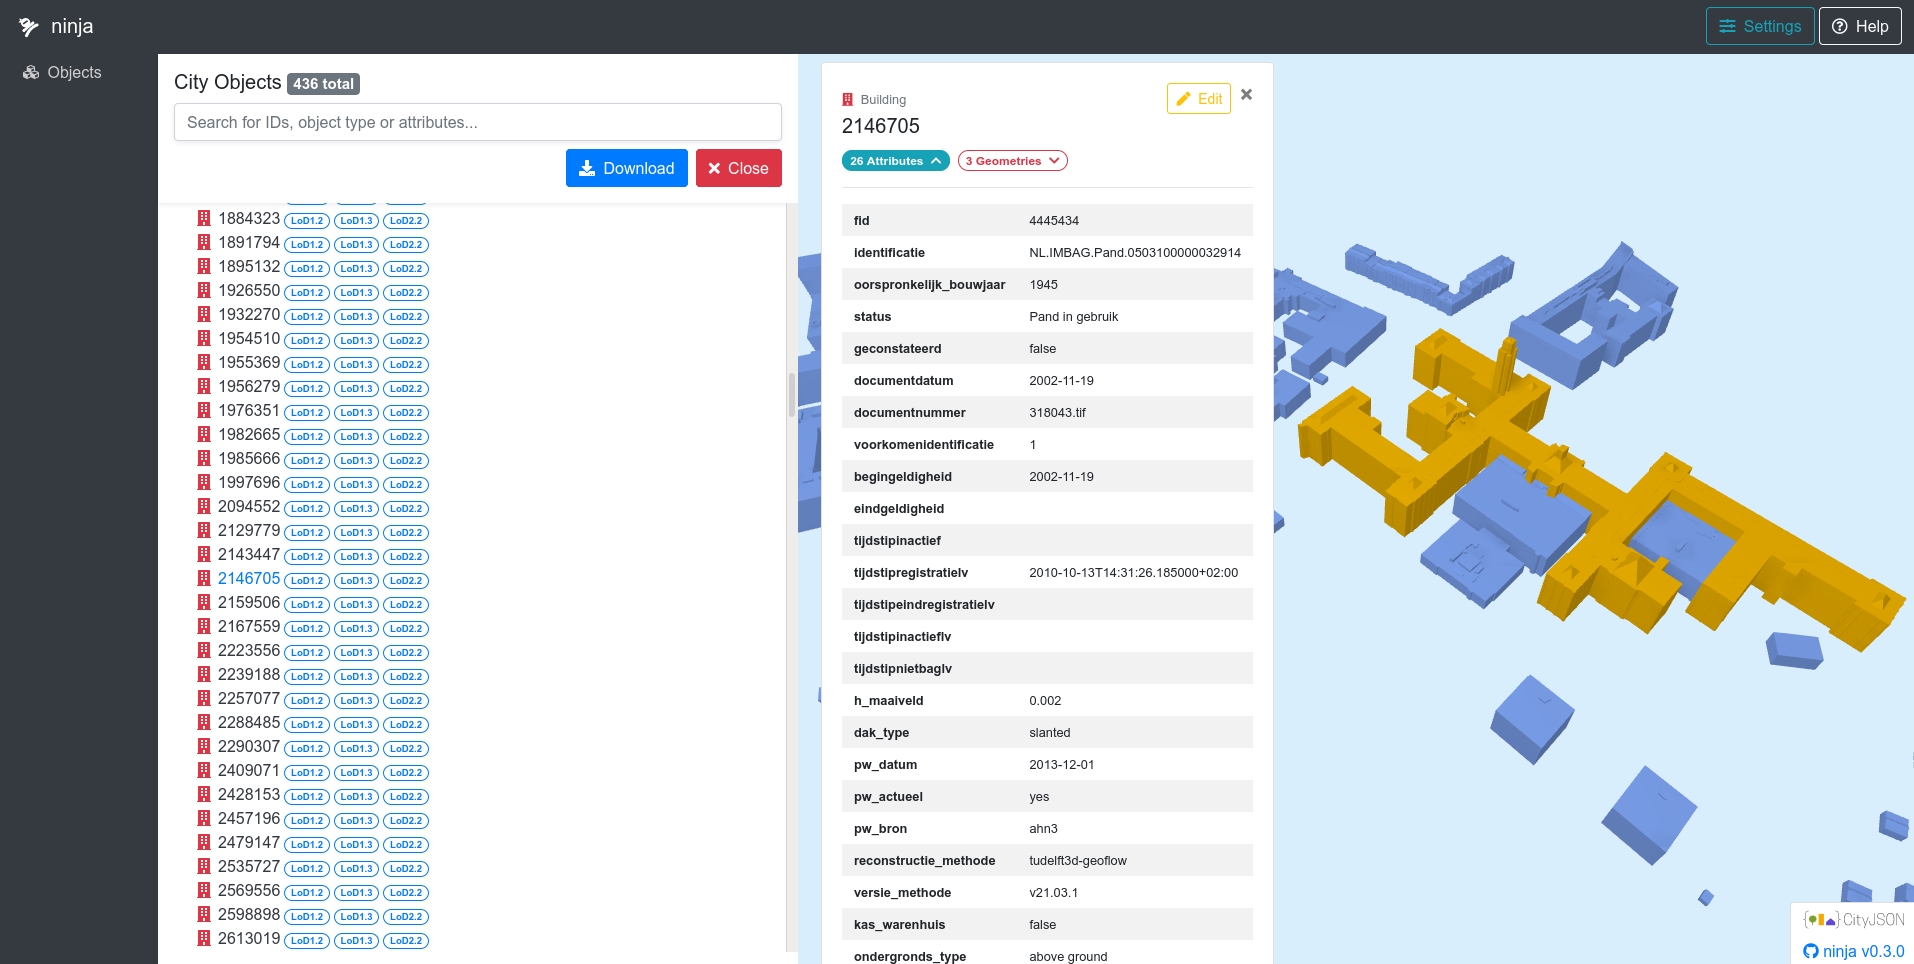 ninja
Settings
Help
Objects
City Objects 436 total
Search for IDs, object type or attributes...
Download
Close
1884323 LoD1.2 LoD1.3 LoD2.2
1891794 LoD1.2 LoD1.3 LoD2.2
1895132 LoD1.2 LoD1.3 LoD2.2
1926550 LoD1.2 LoD1.3 LoD2.2
1932270 LoD1.2 LoD1.3 LoD2.2
1954510 LoD1.2 LoD1.3 LoD2.2
1955369 LoD1.2 LoD1.3 LoD2.2
1956279 LoD1.2 LoD1.3 LoD2.2
1976351 LoD1.2 LoD1.3 LoD2.2
1982665 LoD1.2 LoD1.3 LoD2.2
1985666 LoD1.2 LoD1.3 LoD2.2
1997696 LoD1.2 LoD1.3 LoD2.2
2094552 LoD1.2 LoD1.3 LoD2.2
2129779 LoD1.2 LoD1.3 LoD2.2
2143447 LoD1.2 LoD1.3 LoD2.2
2146705 LoD1.2 LoD1.3 LoD2.2
2159506 LoD1.2 LoD1.3 LoD2.2
2167559 LoD1.2 LoD1.3 LoD2.2
2223556 LoD1.2 LoD1.3 LoD2.2
2239188 LoD1.2 LoD1.3 LoD2.2
2257077 LoD1.2 LoD1.3 LoD2.2
2288485 LoD1.2 LoD1.3 LoD2.2
2290307 LoD1.2 LoD1.3 LoD2.2
2409071 LoD1.2 LoD1.3 LoD2.2
2428153 LoD1.2 LoD1.3 LoD2.2
2457196 LoD1.2 LoD1.3 LoD2.2
2479147 LoD1.2 LoD1.3 LoD2.2
2535727 LoD1.2 LoD1.3 LoD2.2
2569556 LoD1.2 LoD1.3 LoD2.2
2598898 LoD1.2 LoD1.3 LoD2.2
2613019 LoD1.2 LoD1.3 LoD2.2
Building
Edit
2146705
26 Attributes 3 Geometries
fid 4445434
identificatie NL.IMBAG.Pand.0503100000032914
oorspronkelijk_bouwjaar 1945
status Pand in gebruik
geconstateerd false
documentdatum 2002-11-19
documentnummer 318043.tif
voorkomenidentificatie 1
begingeldigheid 2002-11-19
eindgeldigheid
tijdstipinactief
tijdstipregistratielv 2010-10-13T14:31:26.185000+02:00
tijdstipeindregistratielv
tijdstipinactieflv
tijdstipnietbaglv
h_maaiveld 0.002
dak_type slanted
pw_datum 2013-12-01
pw_actueel yes
pw_bron ahn3
reconstructie_methode tudelft3d-geoflow
versie_methode v21.03.1
kas_warenhuis false
ondergronds_type above ground
CityJSON
ninja v0.3.0